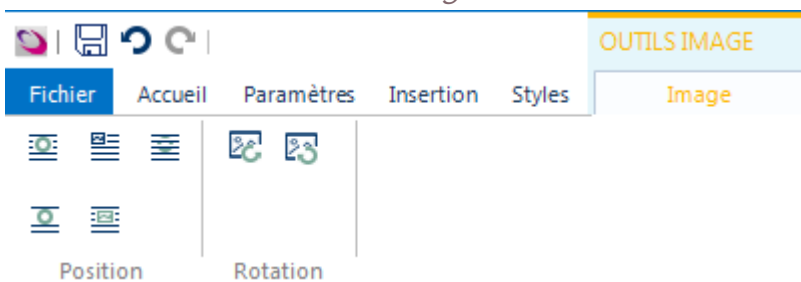 OUTILS IMAGE
Fichier Accueil Paramètres Insertion Styles Image
Position Rotation